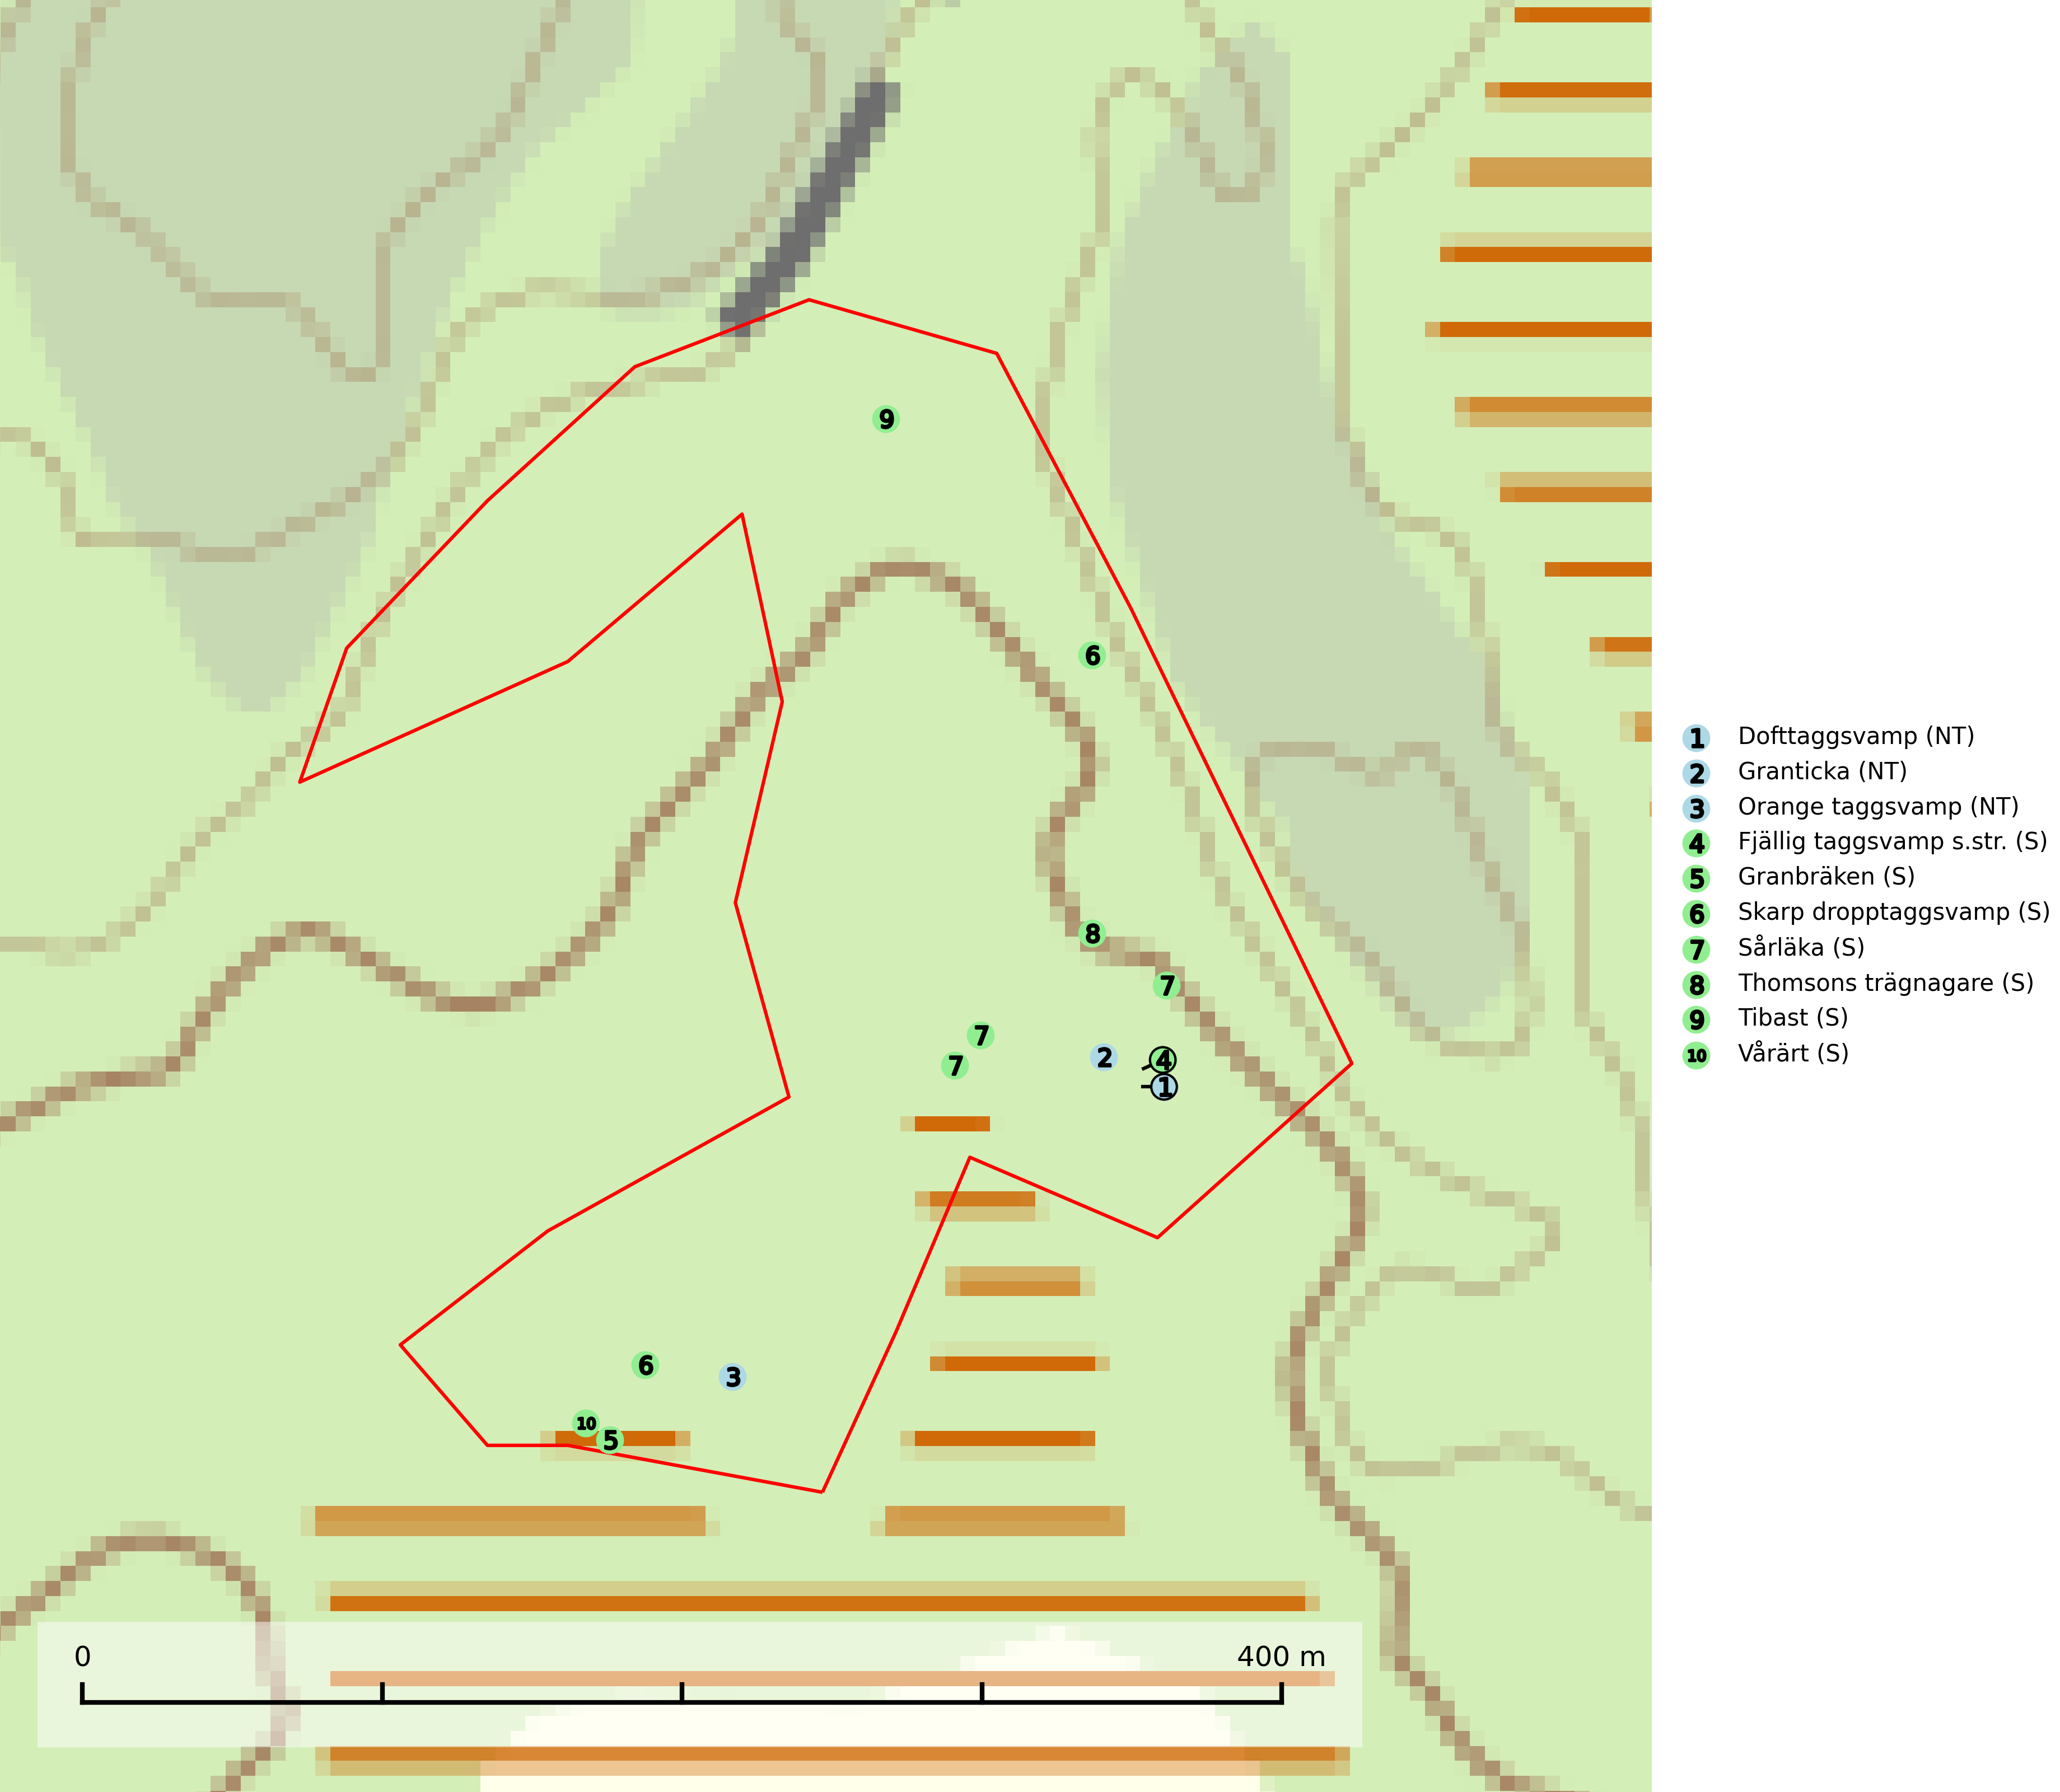 9
6
8
7
7
7
2
4
1
6
3
10
5
0
400 m
1 Dofttaggsvamp (NT)
2 Granticka (NT)
3 Orange taggsvamp (NT)
4 Fjällig taggsvamp s.str. (S)
5 Granbräken (S)
6 Skarp dropptaggsvamp (S)
7 Sårläka (S)
8 Thomsons trägnagare (S)
9 Tibast (S)
10 Vårärt (S)